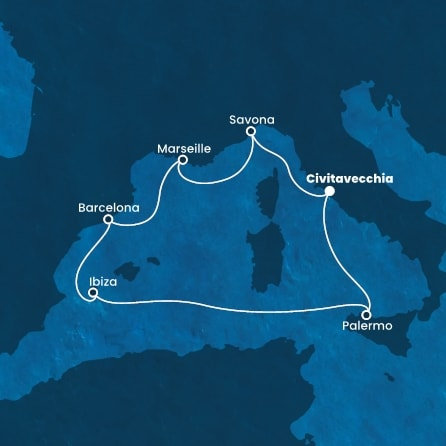 Savona
Marseille
Civitavecchia
Barcelona
Ibiza
Palermo